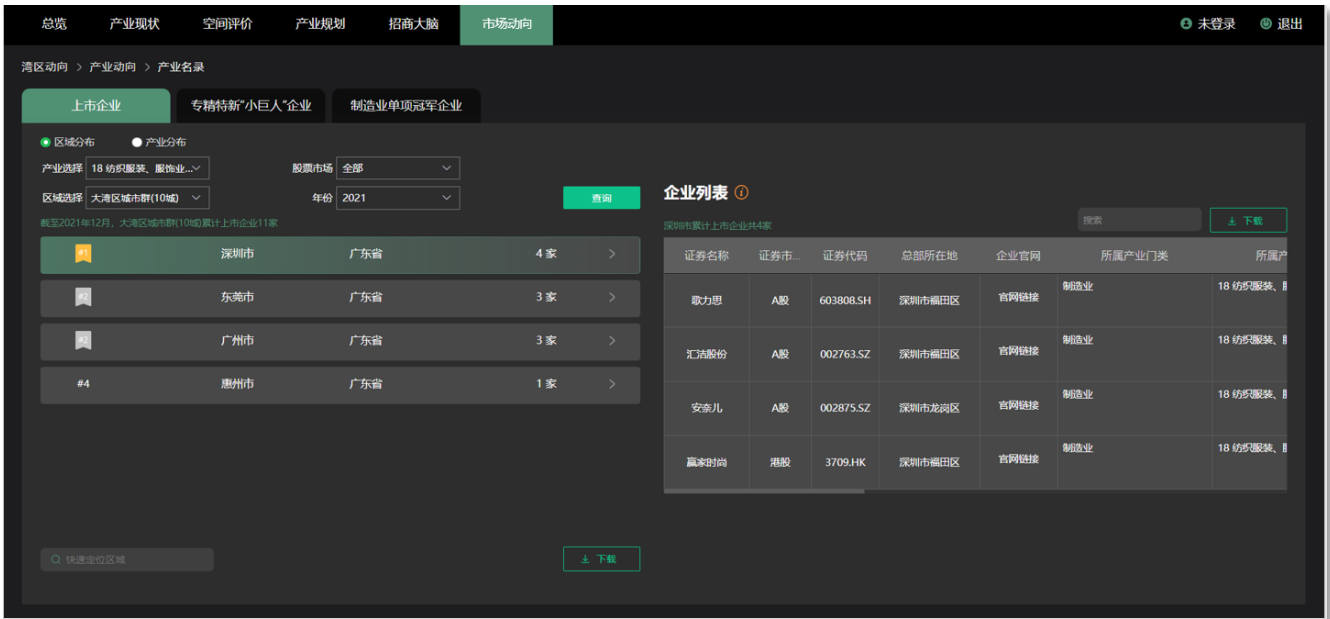 总览 产业现状 空间评价 产业规划 招商大脑 市场动向 未登录 退出
湾区动向 > 产业动向 > 产业名录
上市企业 专精特新“小巨人”企业 制造业单项冠军企业
区域分布 产业分布
产业选择 18 纺织服装、服饰业... 股票市场 全部
区域选择 大湾区城市群(10城) 年份 2021 查询
截至2021年12月，大湾区城市群(10城)累计上市企业11家
#1 深圳市 广东省 4 家 >
#2 东莞市 广东省 3 家 >
#2 广州市 广东省 3 家 >
#4 惠州市 广东省 1 家 >
快速定位区域 下载
企业列表
深圳市累计上市企业共4家 搜索 下载
证券名称 证券市... 证券代码 总部所在地 企业官网 所属产业门类 所属产
歌力思 A股 603808.SH 深圳市福田区 官网链接 制造业 18 纺织服装、
汇洁股份 A股 002763.SZ 深圳市福田区 官网链接 制造业 18 纺织服装、
安奈儿 A股 002875.SZ 深圳市龙岗区 官网链接 制造业 18 纺织服装、
赢家时尚 港股 3709.HK 深圳市福田区 官网链接 制造业 18 纺织服装、